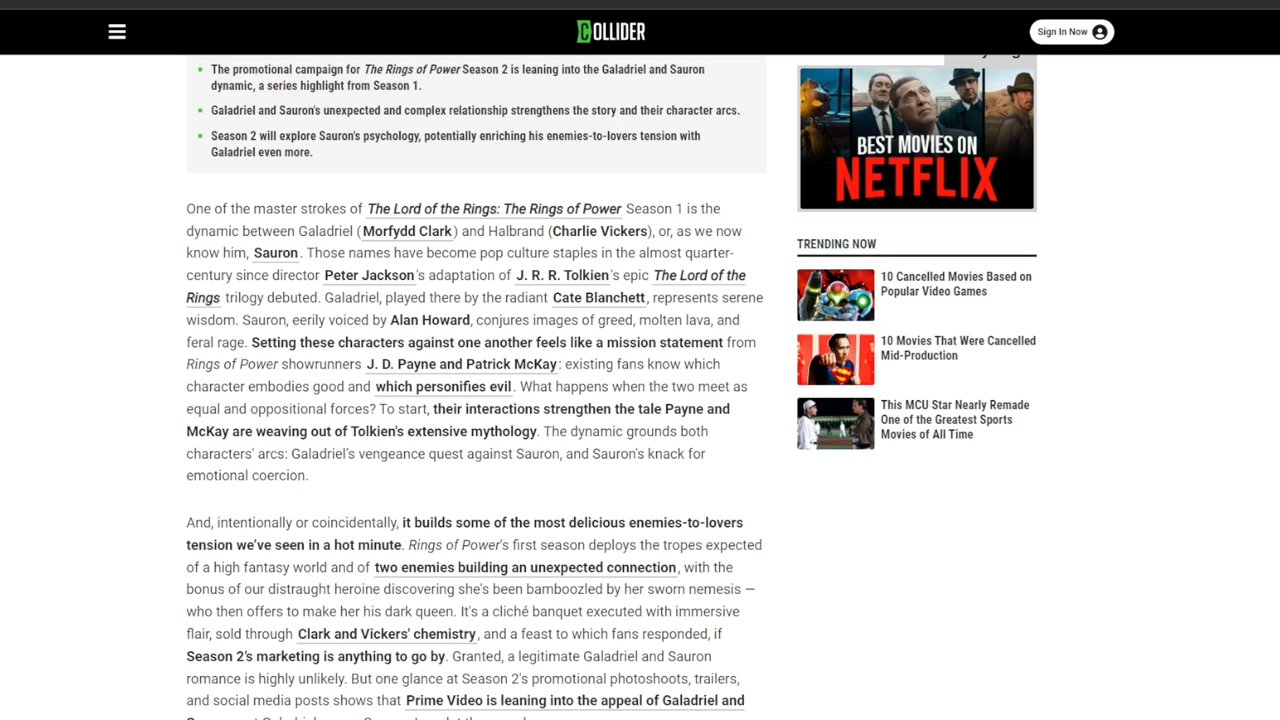 COLLIDER
Sign In Now
The promotional campaign for The Rings of Power Season 2 is leaning into the Galadriel and Sauron
dynamic, a series highlight from Season 1.
Galadriel and Sauron's unexpected and complex relationship strengthens the story and their character arcs.
Season 2 will explore Sauron's psychology, potentially enriching his enemies-to-lovers tension with
Galadriel even more.
One of the master strokes of The Lord of the Rings: The Rings of Power Season 1 is the
dynamic between Galadriel (Morfydd Clark) and Halbrand (Charlie Vickers), or, as we now
know him, Sauron. Those names have become pop culture staples in the almost quarter-
century since director Peter Jackson's adaptation of J. R. R. Tolkien's epic The Lord of the
Rings trilogy debuted. Galadriel, played there by the radiant Cate Blanchett, represents serene
wisdom. Sauron, eerily voiced by Alan Howard, conjures images of greed, molten lava, and
feral rage. Setting these characters against one another feels like a mission statement from
Rings of Power showrunners J. D. Payne and Patrick McKay: existing fans know which
character embodies good and which personifies evil. What happens when the two meet as
equal and oppositional forces? To start, their interactions strengthen the tale Payne and
McKay are weaving out of Tolkien's extensive mythology. The dynamic grounds both
characters' arcs: Galadriel's vengeance quest against Sauron, and Sauron's knack for
emotional coercion.
And, intentionally or coincidentally, it builds some of the most delicious enemies-to-lovers
tension we've seen in a hot minute. Rings of Power's first season deploys the tropes expected
of a high fantasy world and of two enemies building an unexpected connection, with the
bonus of our distraught heroine discovering she's been bamboozled by her sworn nemesis —
who then offers to make her his dark queen. It's a cliché banquet executed with immersive
flair, sold through Clark and Vickers' chemistry, and a feast to which fans responded, if
Season 2's marketing is anything to go by. Granted, a legitimate Galadriel and Sauron
romance is highly unlikely. But one glance at Season 2's promotional photoshoots, trailers,
and social media posts shows that Prime Video is leaning into the appeal of Galadriel and
BEST MOVIES ON
NETFLIX
TRENDING NOW
10 Cancelled Movies Based on
Popular Video Games
10 Movies That Were Cancelled
Mid-Production
This MCU Star Nearly Remade
One of the Greatest Sports
Movies of All Time